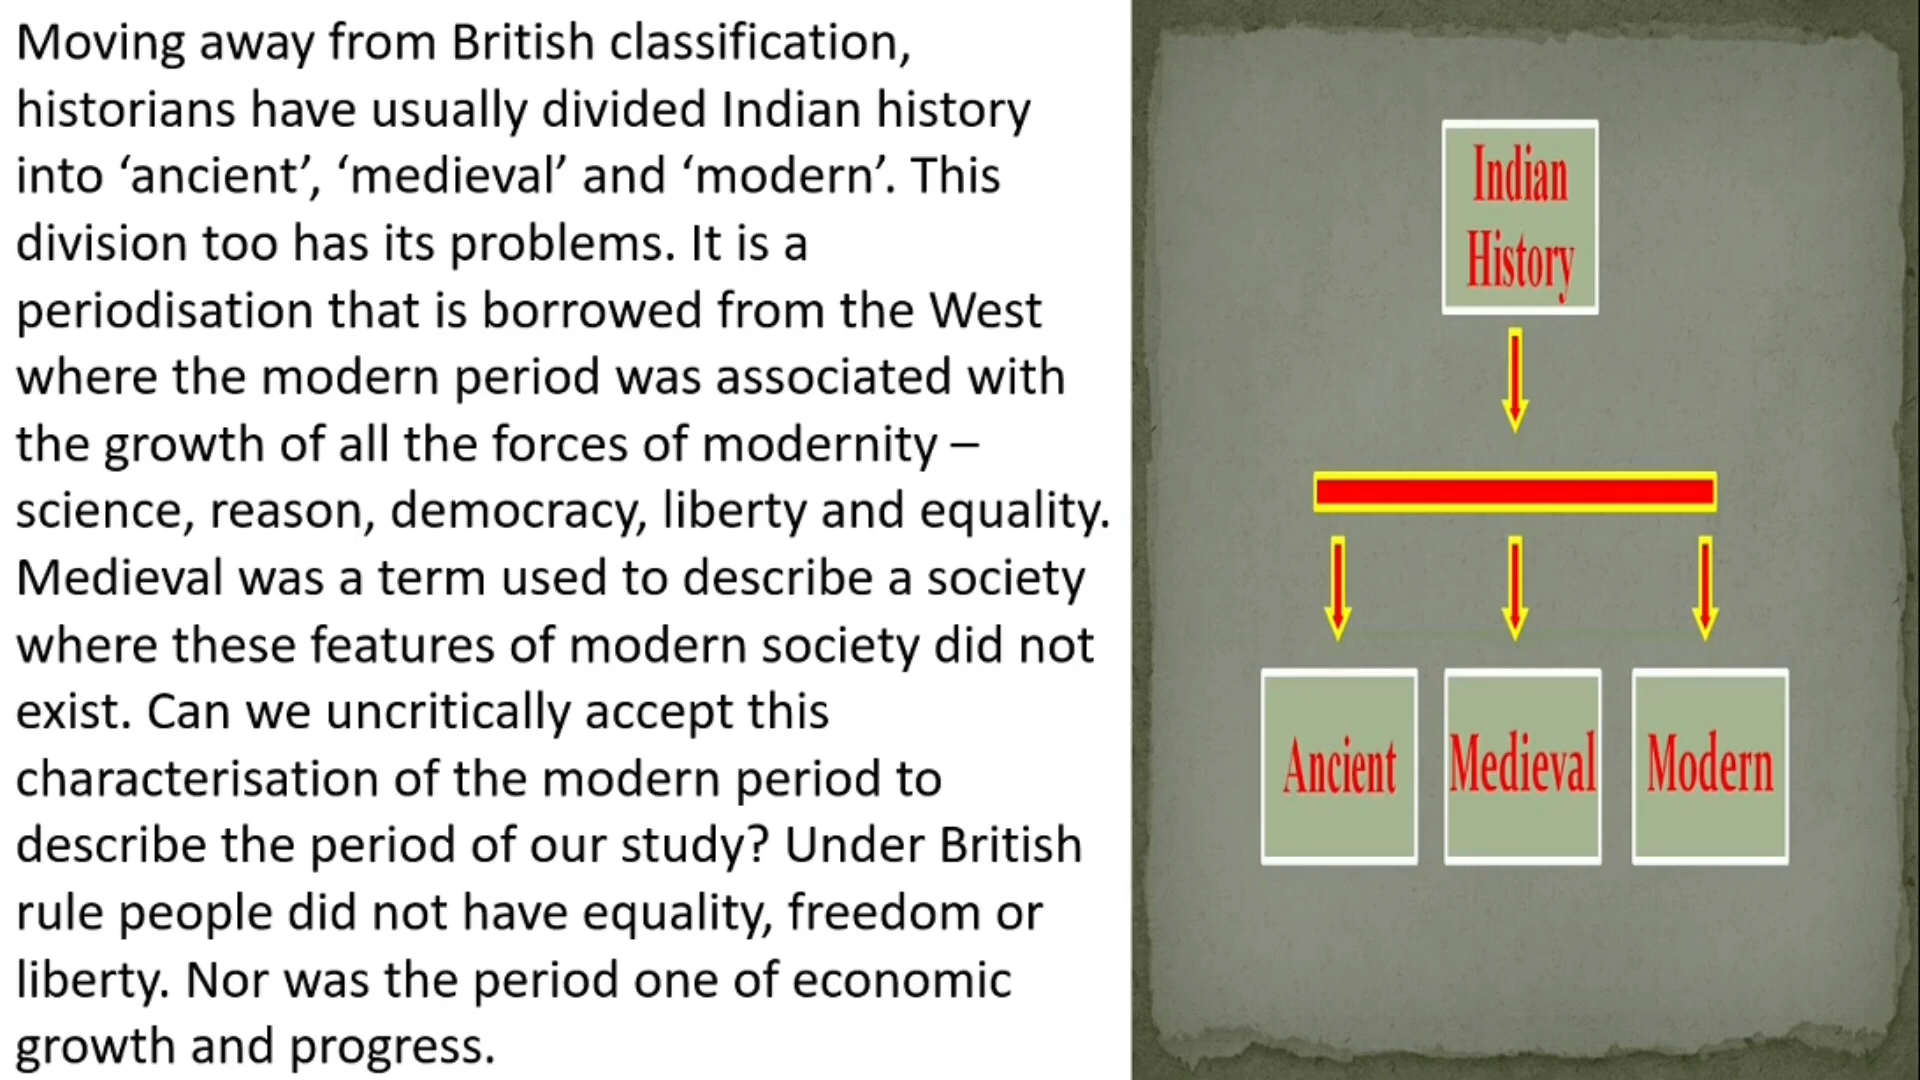 Moving away from British classification,
historians have usually divided Indian history
into ‘ancient’, ‘medieval’ and ‘modern’. This
division too has its problems. It is a
periodisation that is borrowed from the West
where the modern period was associated with
the growth of all the forces of modernity –
science, reason, democracy, liberty and equality.
Medieval was a term used to describe a society
where these features of modern society did not
exist. Can we uncritically accept this
characterisation of the modern period to
describe the period of our study? Under British
rule people did not have equality, freedom or
liberty. Nor was the period one of economic
growth and progress.
Indian
History
Ancient
Medieval
Modern